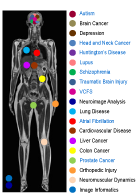 Autism
Brain Cancer
Depression
Head and Neck Cancer
Huntington's Disease
Lupus
Schizophrenia
Traumatic Brain Injury
VCFS
Neuroimage Analysis
Lung Disease
Atrial Fibrillation
Cardiovascular Disease
Liver Cancer
Colon Cancer
Prostate Cancer
Orthopedic Injury
Neuromuscular Dynamics
Image Informatics